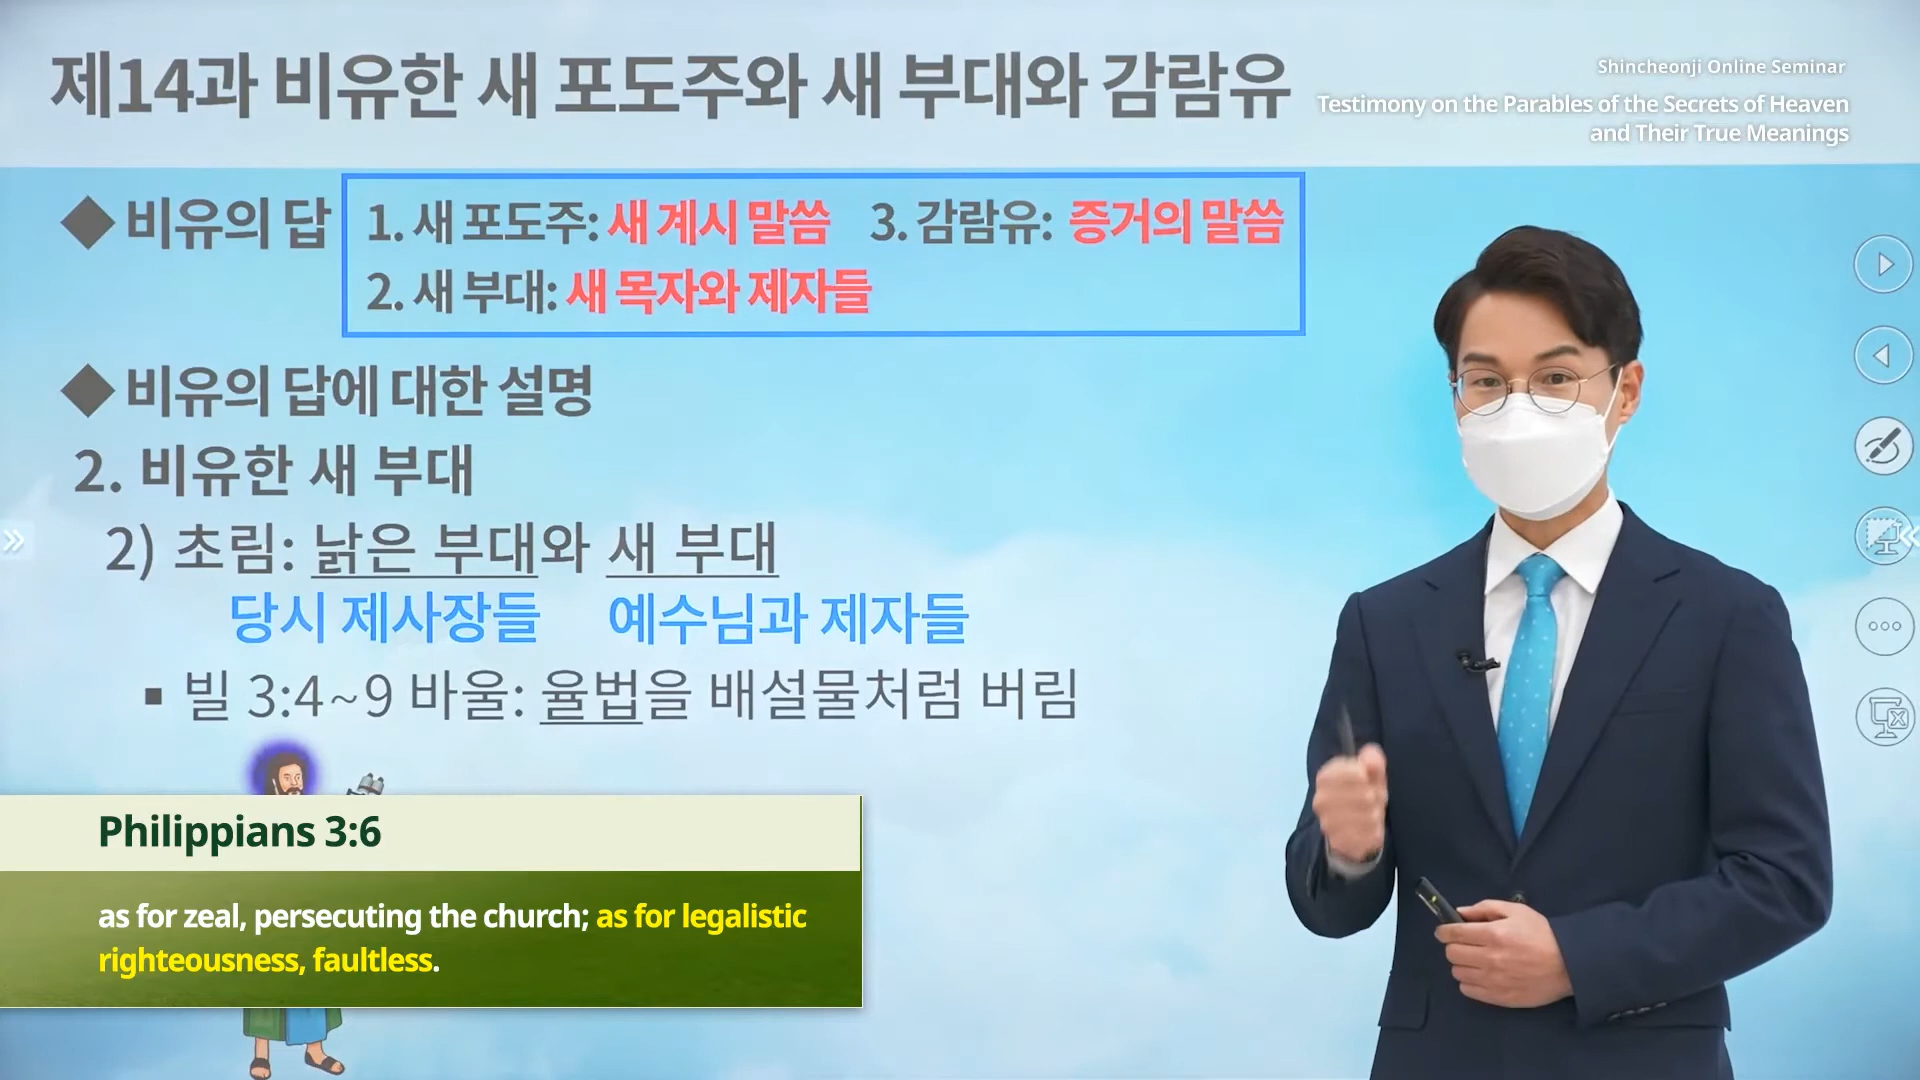 제14과 비유한 새 포도주와 새 부대와 감람유
Shincheonji Online Seminar
Testimony on the Parables of the Secrets of Heaven
and Their True Meanings
◆비유의 답
1. 새 포도주: 새 계시 말씀 3. 감람유: 증거의 말씀
2. 새 부대: 새 목자와 제자들
◆비유의 답에 대한 설명
2. 비유한 새 부대
2) 초림: 낡은 부대와 새 부대
당시 제사장들 예수님과 제자들
▪ 빌 3:4~9 바울: 율법을 배설물처럼 버림
Philippians 3:6
as for zeal, persecuting the church; as for legalistic
righteousness, faultless.